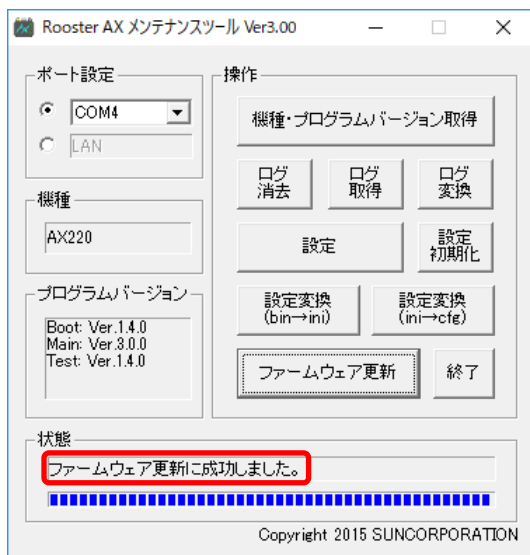 Rooster AX メンテナンスツール Ver3.00
ポート設定
COM4
LAN
機種
AX220
プログラムバージョン
Boot: Ver.1.4.0
Main: Ver.3.0.0
Test: Ver.1.4.0
操作
機種・プログラムバージョン取得
ログ
消去
ログ
取得
ログ
変換
設定
設定
初期化
設定変換
(bin→ini)
設定変換
(ini→cfg)
ファームウェア更新
終了
状態
ファームウェア更新に成功しました。
Copyright 2015 SUNCORPORATION